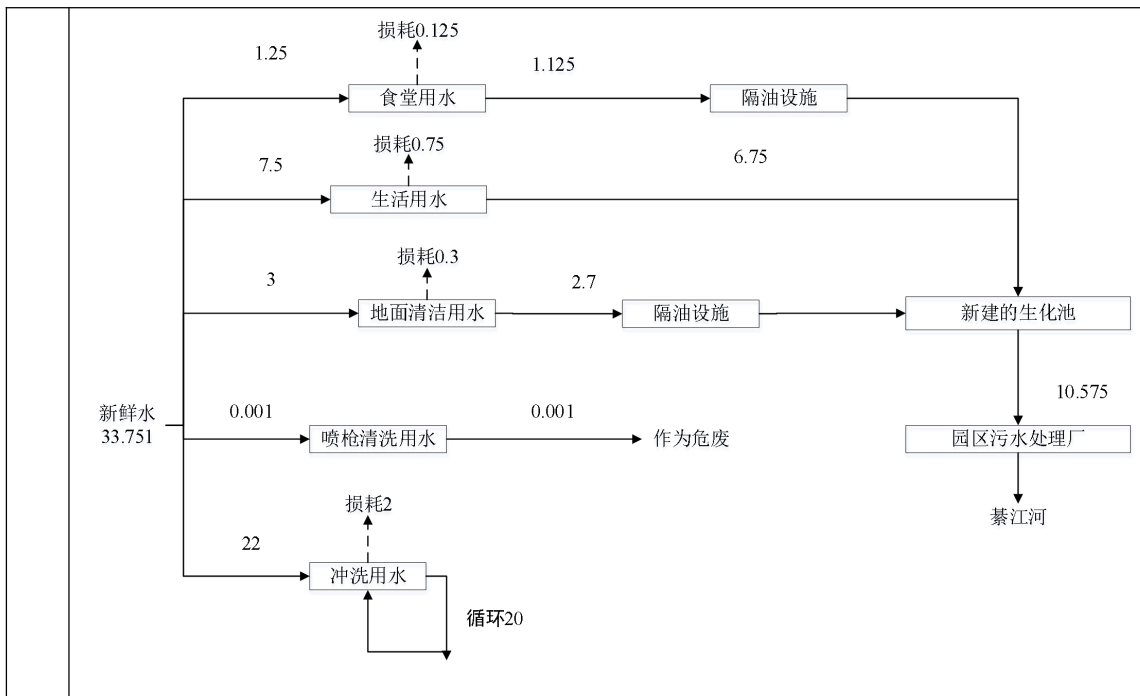 损耗0.125
1.25
1.125
食堂用水
隔油设施
损耗0.75
7.5
6.75
生活用水
损耗0.3
3
2.7
地面清洁用水
隔油设施
新建的生化池
10.575
新鲜水
33.751
0.001
0.001
喷枪清洗用水
作为危废
园区污水处理厂
损耗2
綦江河
22
冲洗用水
循环20